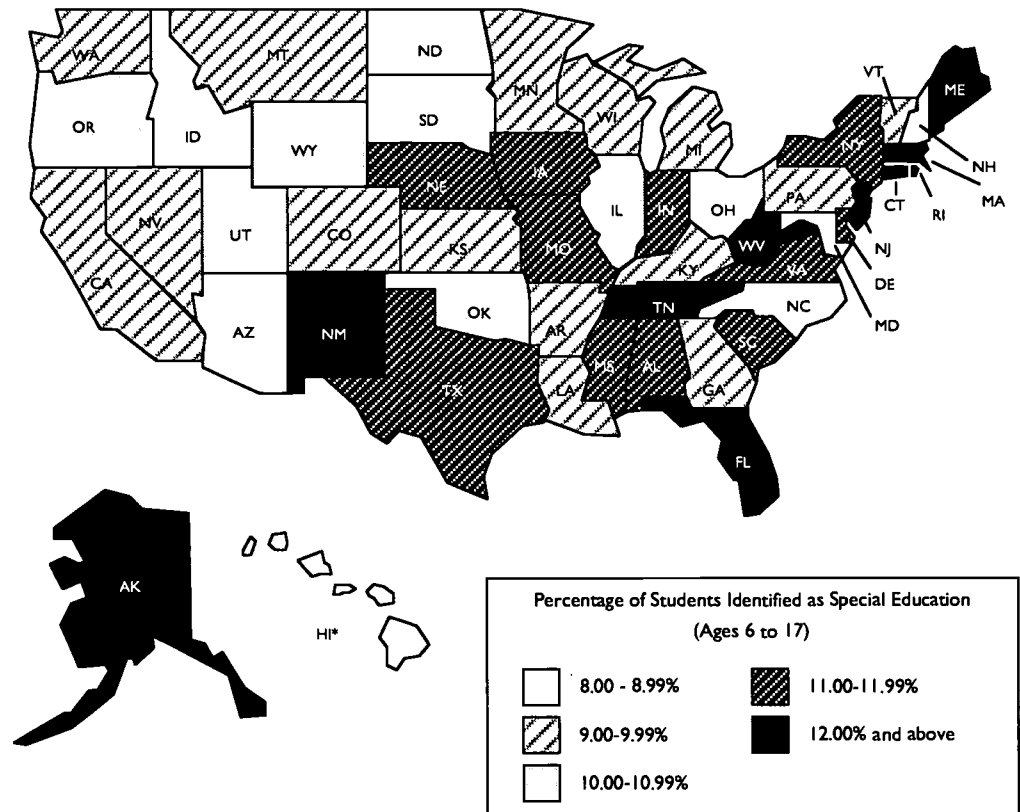 WA
MT
ND
MN
VT
ME
OR
ID
SD
WI
MI
NY
NH
WY
MA
NE
IA
PA
CT
RI
NV
UT
CO
IL
IN
OH
NJ
CA
KS
MO
WV
VA
DE
KY
MD
AZ
NM
OK
AR
TN
NC
TX
LA
MS
AL
GA
SC
FL
AK
HI*
Percentage of Students Identified as Special Education
(Ages 6 to 17)
8.00 - 8.99%
11.00-11.99%
9.00-9.99%
12.00% and above
10.00-10.99%